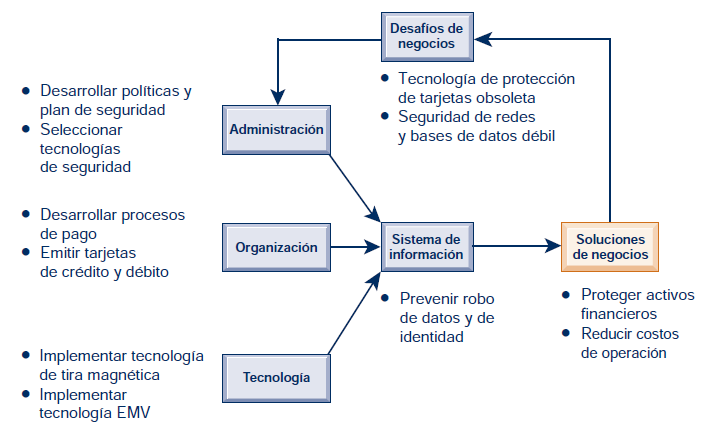 Desafíos de
negocios
• Tecnología de protección
de tarjetas obsoleta
• Seguridad de redes
y bases de datos débil
• Desarrollar políticas y
plan de seguridad
• Seleccionar
tecnologías
de seguridad
Administración
• Desarrollar procesos
de pago
• Emitir tarjetas
de crédito y débito
Organización
Sistema de
información
• Prevenir robo
de datos y de
identidad
Soluciones
de negocios
• Proteger activos
financieros
• Reducir costos
de operación
• Implementar tecnología
de tira magnética
• Implementar
tecnología EMV
Tecnología